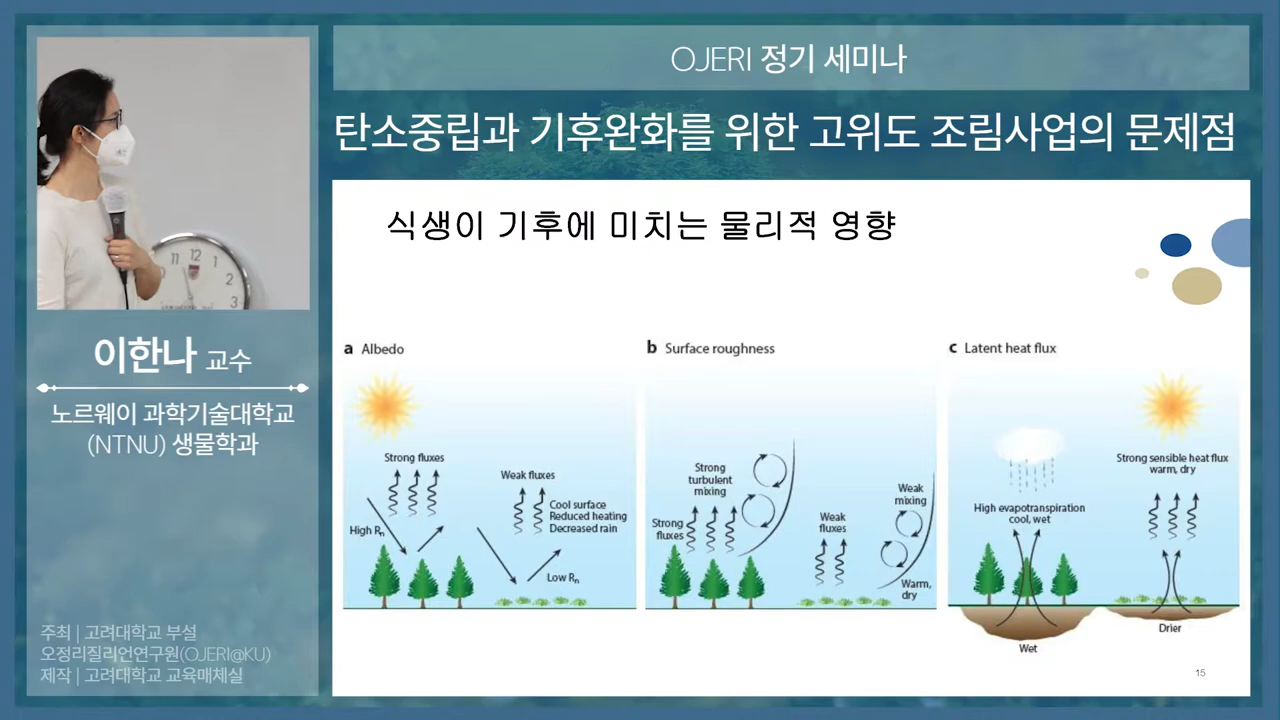 OJERI 정기 세미나
탄소중립과 기후완화를 위한 고위도 조림사업의 문제점
이한나 교수
노르웨이 과학기술대학교
(NTNU) 생물학과
주최 | 고려대학교 부설
오정리질리언연구원(OJERI@KU)
제작 | 고려대학교 교육매체실
11 12 1
2
3
식생이 기후에 미치는 물리적 영향
a Albedo
Strong fluxes
Weak fluxes
Cool surface
Reduced heating
Decreased rain
High Rn
Low Rn
b Surface roughness
Strong
turbulent
mixing
Strong
fluxes
Weak
fluxes
Weak
mixing
Warm,
dry
c Latent heat flux
Strong sensible heat flux
warm, dry
High evapotranspiration
cool, wet
Wet
Drier
15